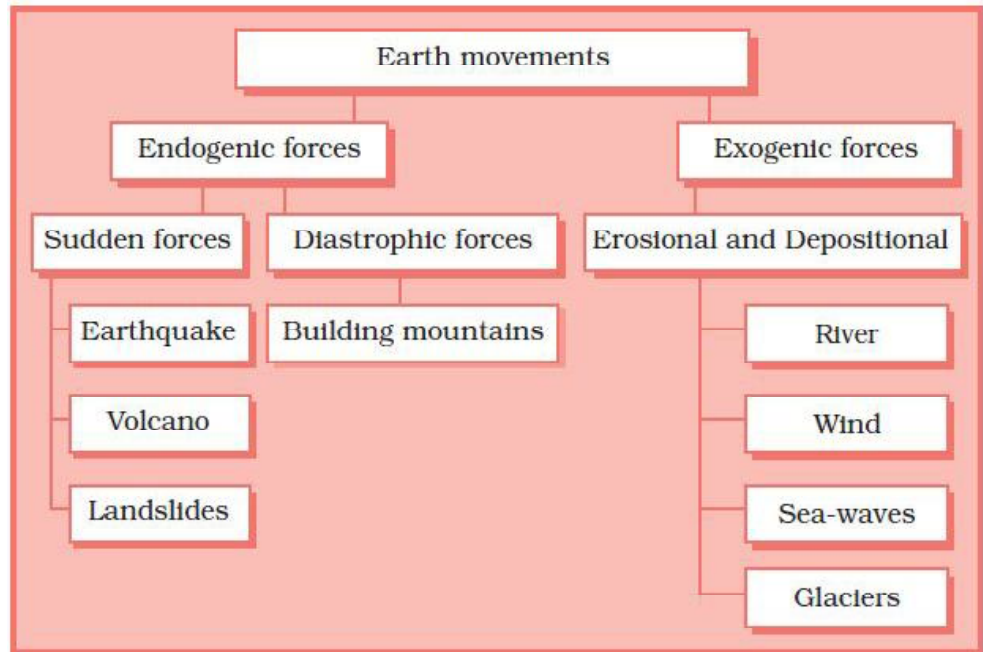 Earth movements
Endogenic forces
Exogenic forces
Sudden forces
Diastrophic forces
Erosional and Depositional
Earthquake
Building mountains
River
Volcano
Wind
Landslides
Sea-waves
Glaciers